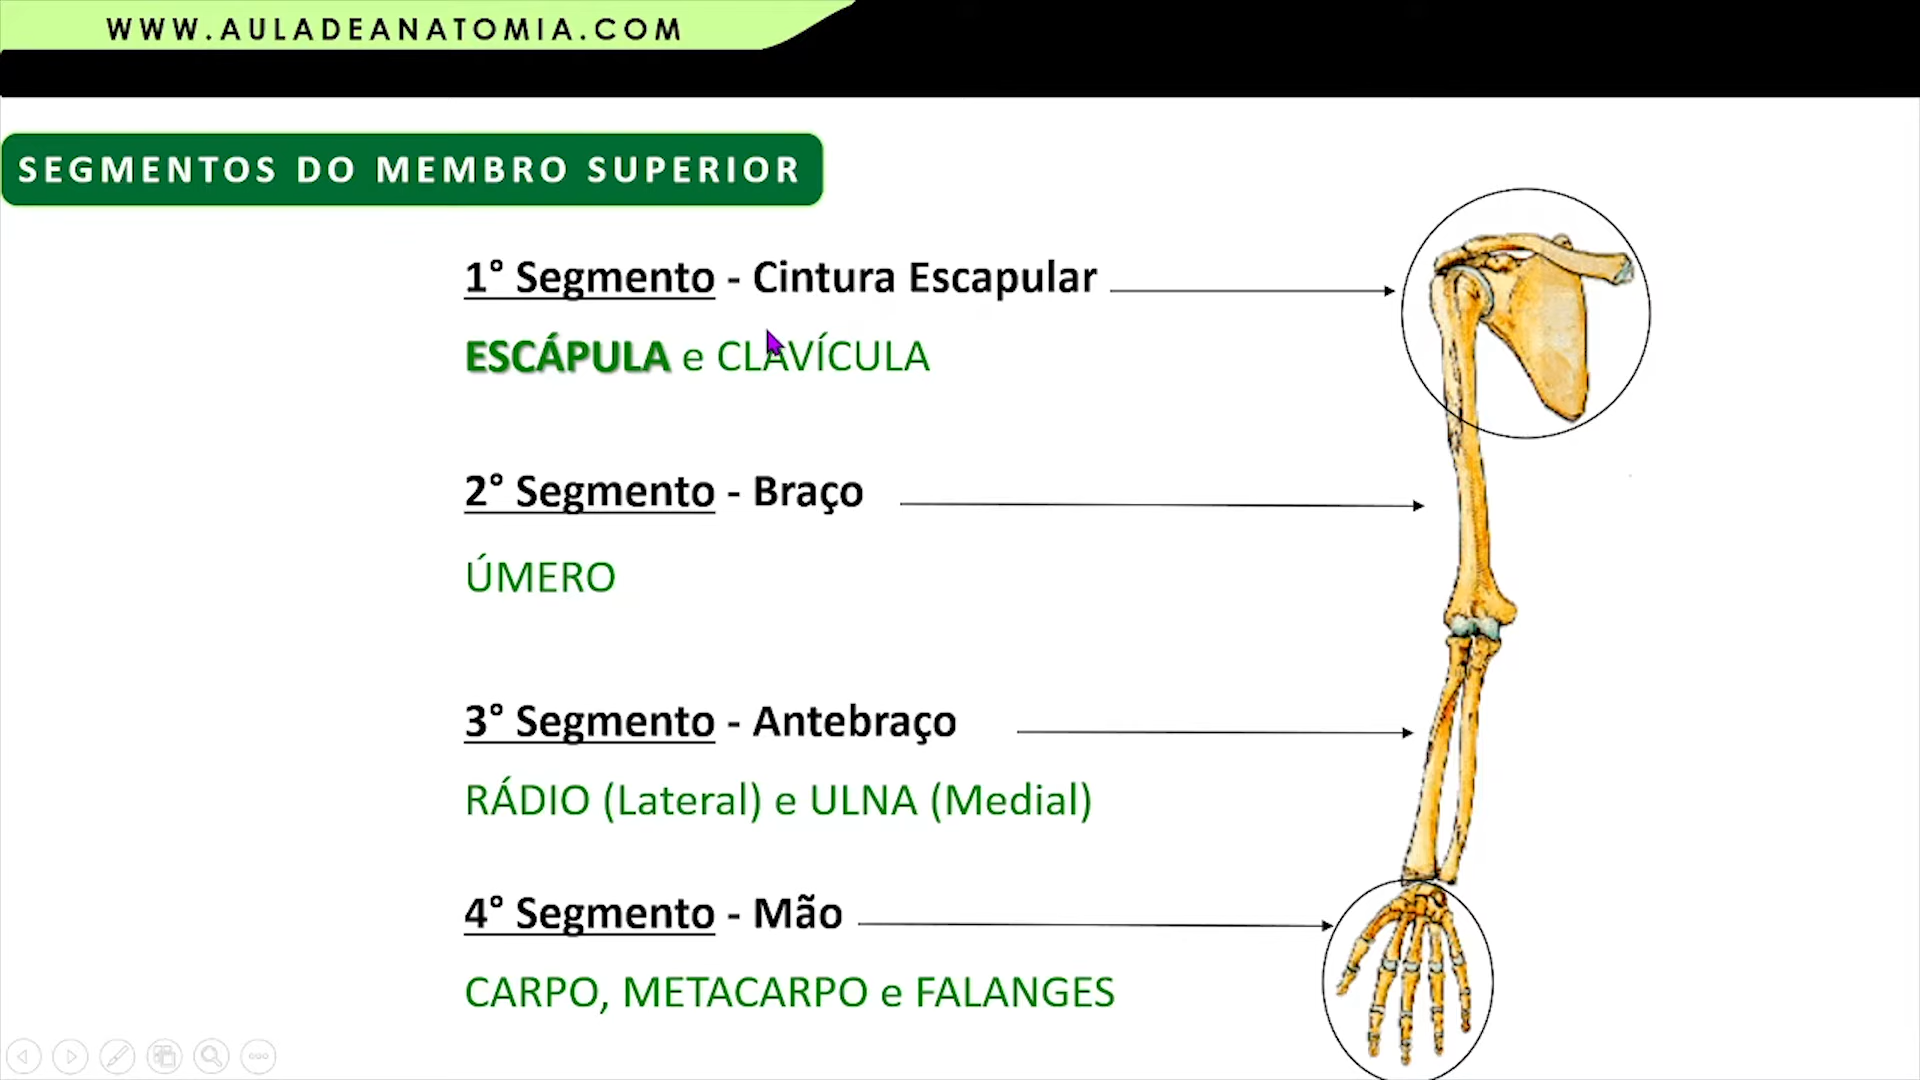 WWW.AULADEANATOMIA.COM
SEGMENTOS DO MEMBRO SUPERIOR
1° Segmento - Cintura Escapular
ESCÁPULA e CLAVÍCULA
2° Segmento - Braço
ÚMERO
3° Segmento - Antebraço
RÁDIO (Lateral) e ULNA (Medial)
4° Segmento - Mão
CARPO, METACARPO e FALANGES